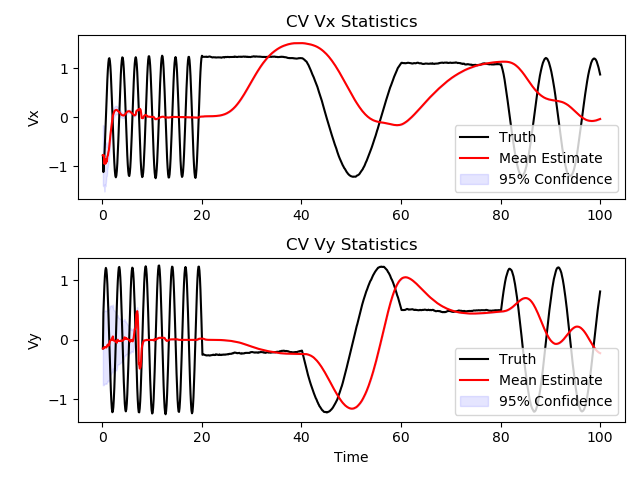 CV Vx Statistics
Vx
1
0
−1
Truth
Mean Estimate
95% Confidence
0 20 40 60 80 100
CV Vy Statistics
Vy
1
0
−1
Truth
Mean Estimate
95% Confidence
0 20 40 60 80 100
Time